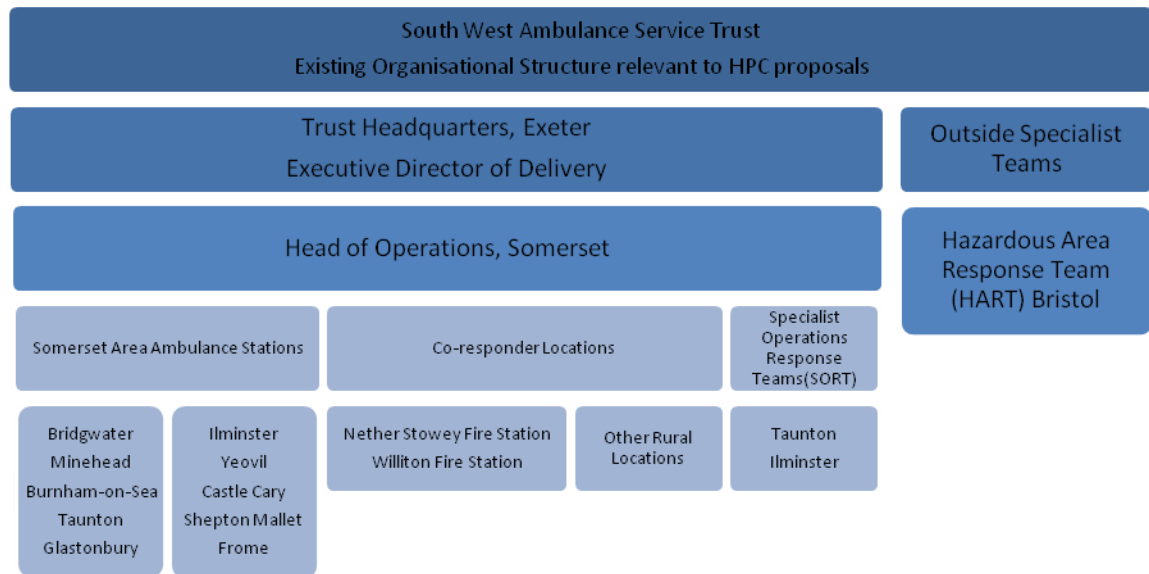 South West Ambulance Service Trust
Existing Organisational Structure relevant to HPC proposals
Trust Headquarters, Exeter
Executive Director of Delivery
Outside Specialist
Teams
Head of Operations, Somerset
Hazardous Area
Response Team
(HART) Bristol
Somerset Area Ambulance Stations
Co-responder Locations
Specialist
Operations
Response
Teams(SORT)
Bridgwater
Minehead
Burnham-on-Sea
Taunton
Glastonbury
Ilminster
Yeovil
Castle Cary
Shepton Mallet
Frome
Nether Stowey Fire Station
Williton Fire Station
Other Rural
Locations
Taunton
Ilminster